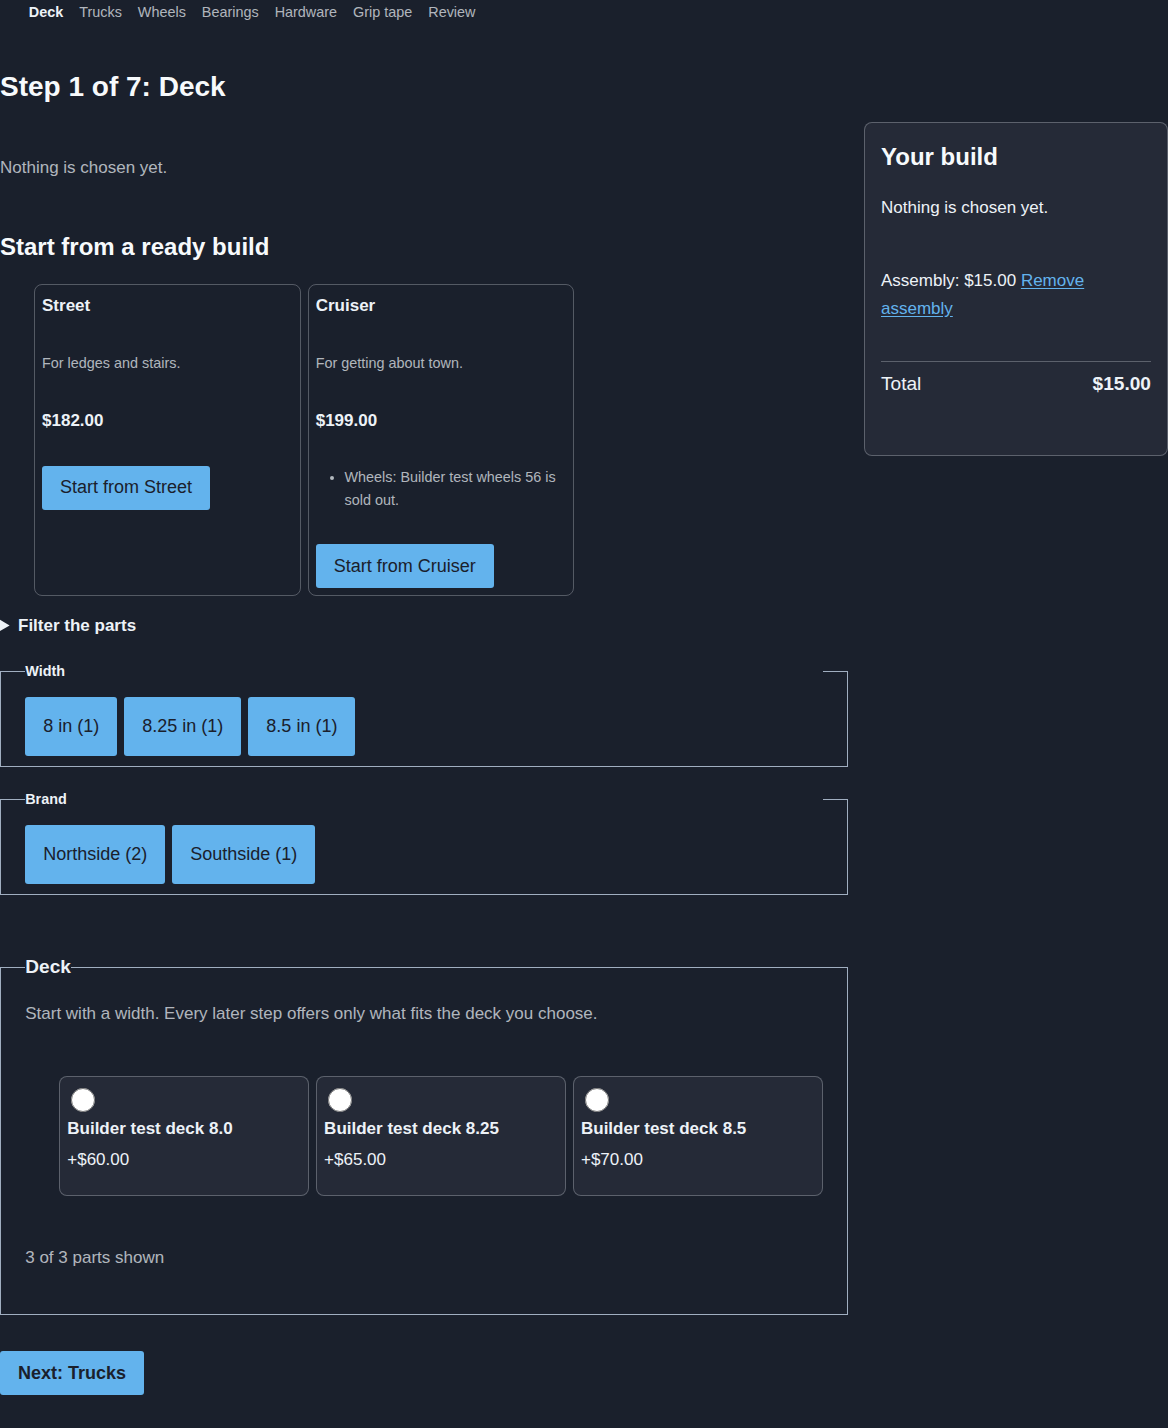 Deck Trucks Wheels Bearings Hardware Grip tape Review
Step 1 of 7: Deck
Nothing is chosen yet.
Start from a ready build
Street
For ledges and stairs.
$182.00
Start from Street
Cruiser
For getting about town.
$199.00
Wheels: Builder test wheels 56 is
sold out.
Start from Cruiser
Filter the parts
Width
8 in (1)
8.25 in (1)
8.5 in (1)
Brand
Northside (2)
Southside (1)
Deck
Start with a width. Every later step offers only what fits the deck you choose.
Builder test deck 8.0
+$60.00
Builder test deck 8.25
+$65.00
Builder test deck 8.5
+$70.00
3 of 3 parts shown
Next: Trucks
Your build
Nothing is chosen yet.
Assembly: $15.00 Remove
assembly
Total $15.00